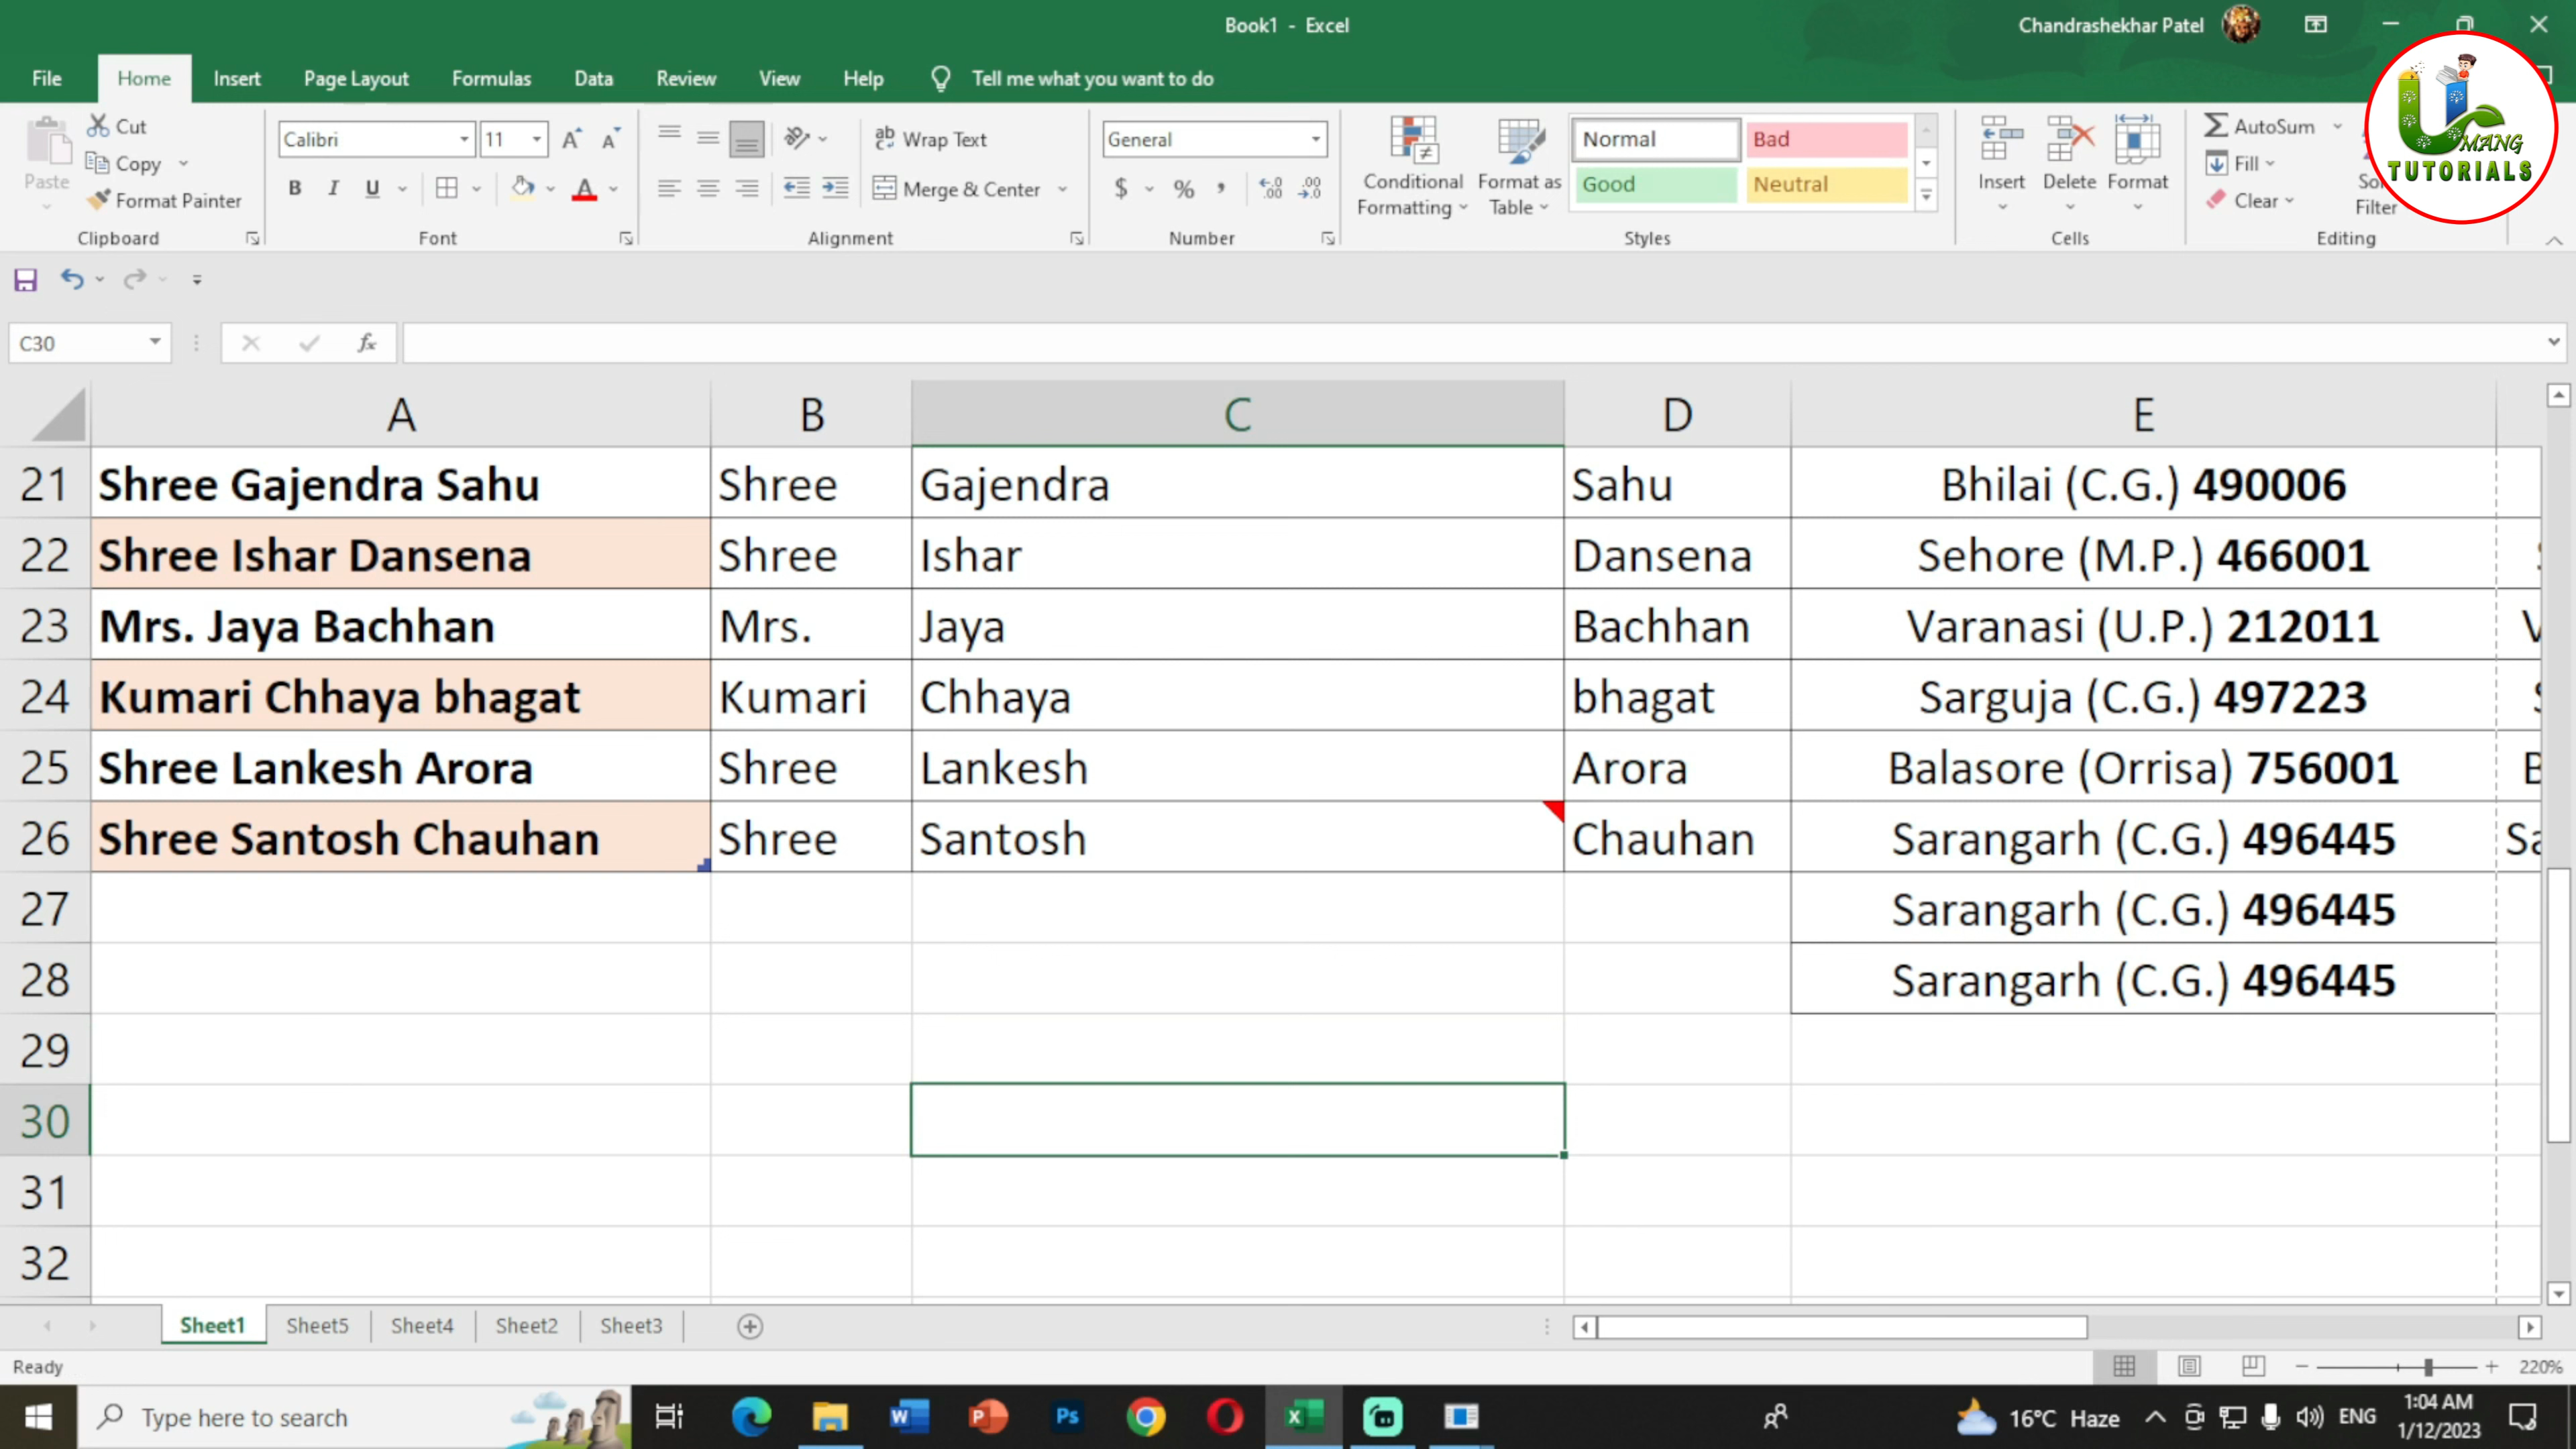 Book1 - Excel
Chandrashekhar Patel
File Home Insert Page Layout Formulas Data Review View Help Tell me what you want to do
MANG
TUTORIALS
Paste
Cut
Copy
Format Painter
Clipboard
Calibri 11
B I U
Font
Wrap Text
Merge & Center
Alignment
General
$ % ,
Number
Conditional Formatting
Format as Table
Normal Bad
Good Neutral
Styles
Insert Delete Format
Cells
AutoSum
Fill
Clear
Filter
Editing
C30
fx
A B C D E
21 Shree Gajendra Sahu Shree Gajendra Sahu Bhilai (C.G.) 490006
22 Shree Ishar Dansena Shree Ishar Dansena Sehore (M.P.) 466001
23 Mrs. Jaya Bachhan Mrs. Jaya Bachhan Varanasi (U.P.) 212011
24 Kumari Chhaya bhagat Kumari Chhaya bhagat Sarguja (C.G.) 497223
25 Shree Lankesh Arora Shree Lankesh Arora Balasore (Orrisa) 756001
26 Shree Santosh Chauhan Shree Santosh Chauhan Sarangarh (C.G.) 496445
27 Sarangarh (C.G.) 496445
28 Sarangarh (C.G.) 496445
29
30
31
32
Sheet1 Sheet5 Sheet4 Sheet2 Sheet3
Ready
220%
Type here to search
16°C Haze
ENG
1:04 AM
1/12/2023